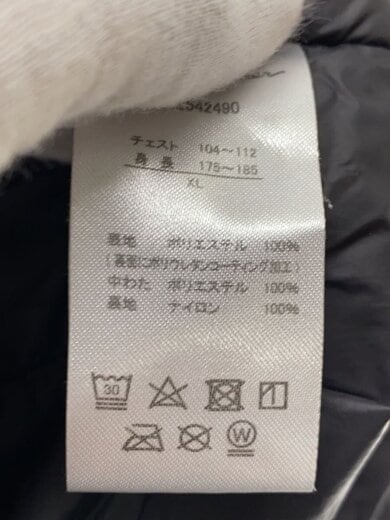 542490
チェスト 104~112
身長 175~185
XL
表地 ポリエステル 100%
(裏面にポリウレタンコーティング加工)
中わた ポリエステル 100%
裏地 ナイロン 100%
30
W